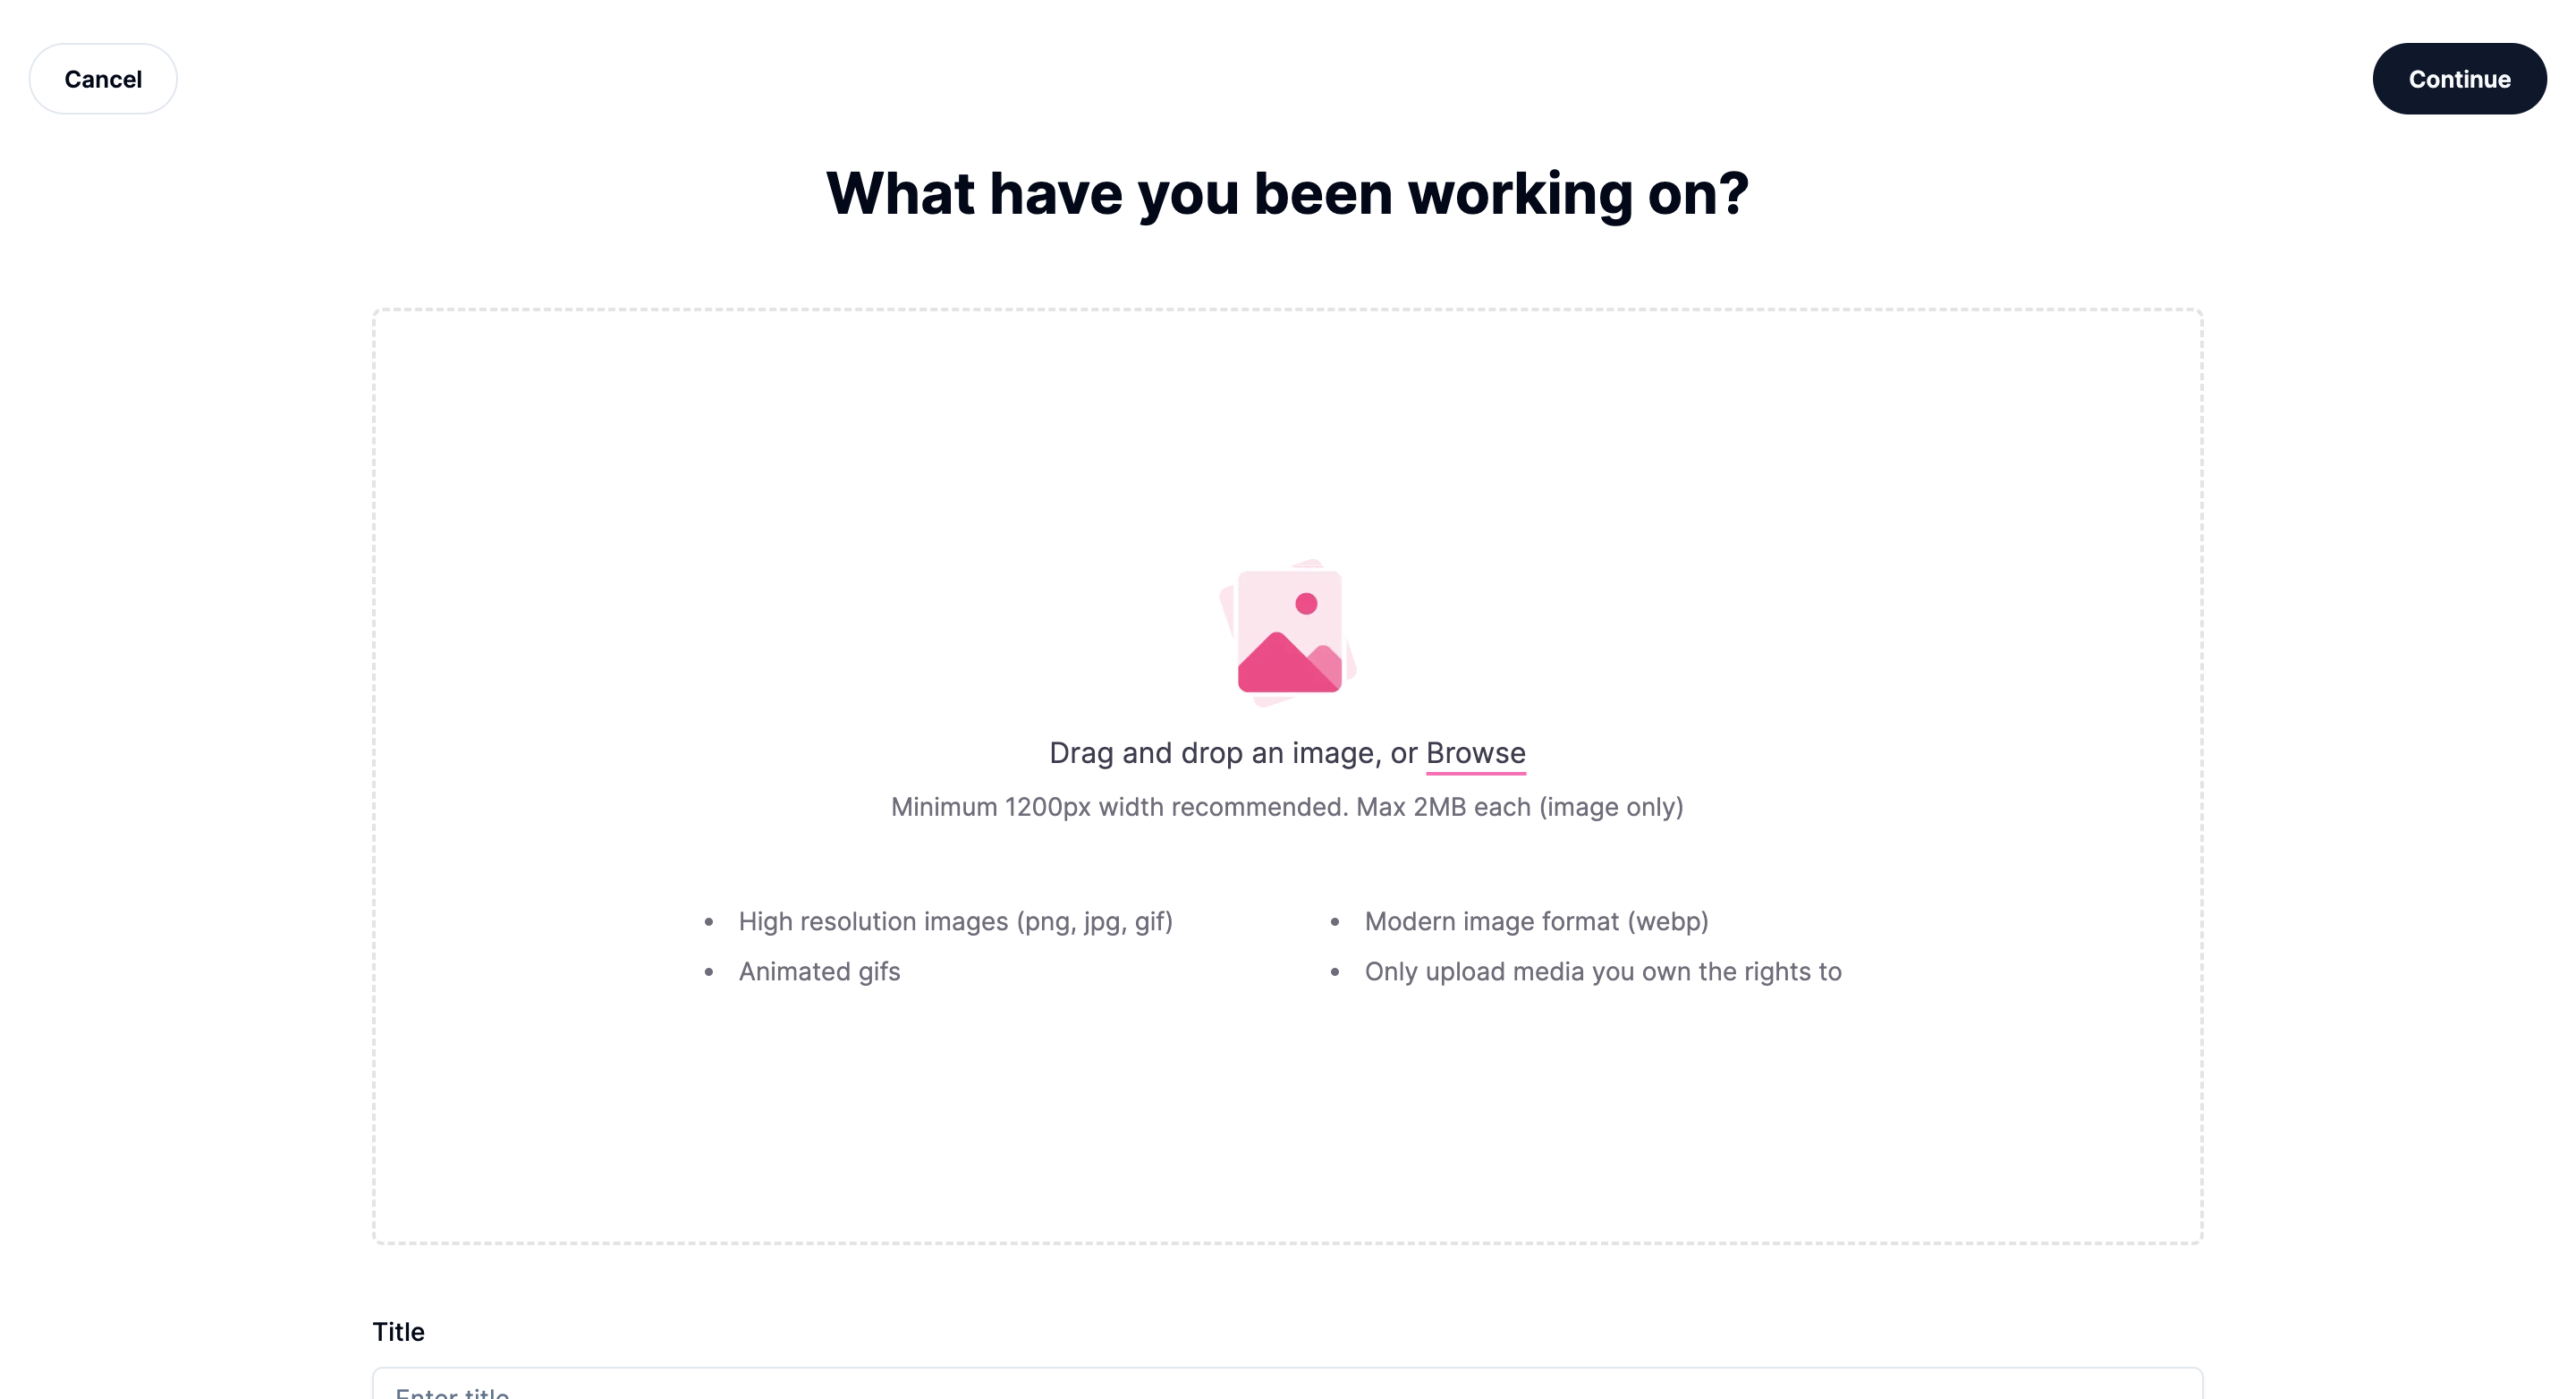 Cancel
Continue
What have you been working on?
Drag and drop an image, or Browse
Minimum 1200px width recommended. Max 2MB each (image only)
• High resolution images (png, jpg, gif)
• Modern image format (webp)
• Animated gifs
• Only upload media you own the rights to
Title
Enter title